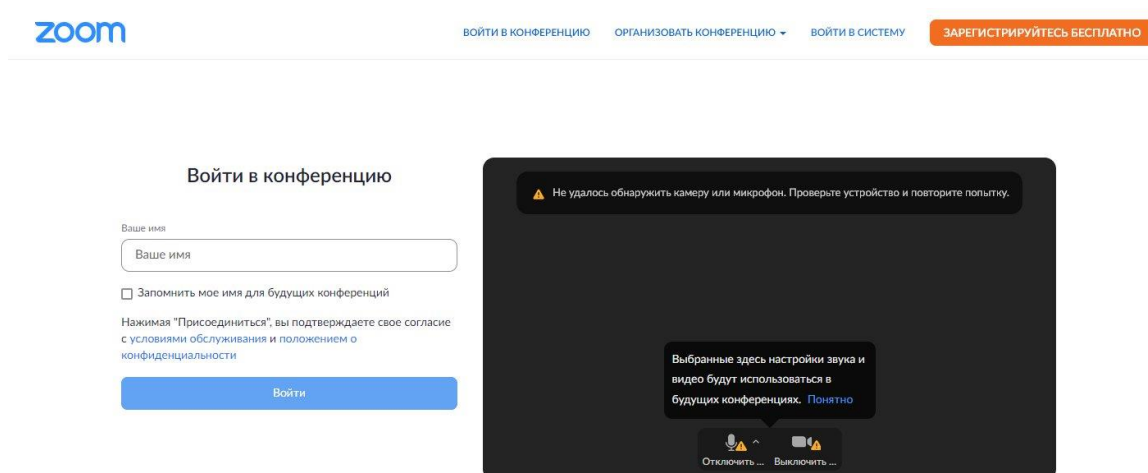 zoom
ВОЙТИ В КОНФЕРЕНЦИЮ ОРГАНИЗОВАТЬ КОНФЕРЕНЦИЮ ВОЙТИ В СИСТЕМУ ЗАРЕГИСТРИРУЙТЕСЬ БЕСПЛАТНО
Войти в конференцию
Ваше имя
Ваше имя
Запомнить мое имя для будущих конференций
Нажимая "Присоединиться", вы подтверждаете свое согласие
с условиями обслуживания и положением о
конфиденциальности
Войти
Не удалось обнаружить камеру или микрофон. Проверьте устройство и повторите попытку.
Выбранные здесь настройки звука и
видео будут использоваться в
будущих конференциях. Понятно
Отключить ... Выключить ...